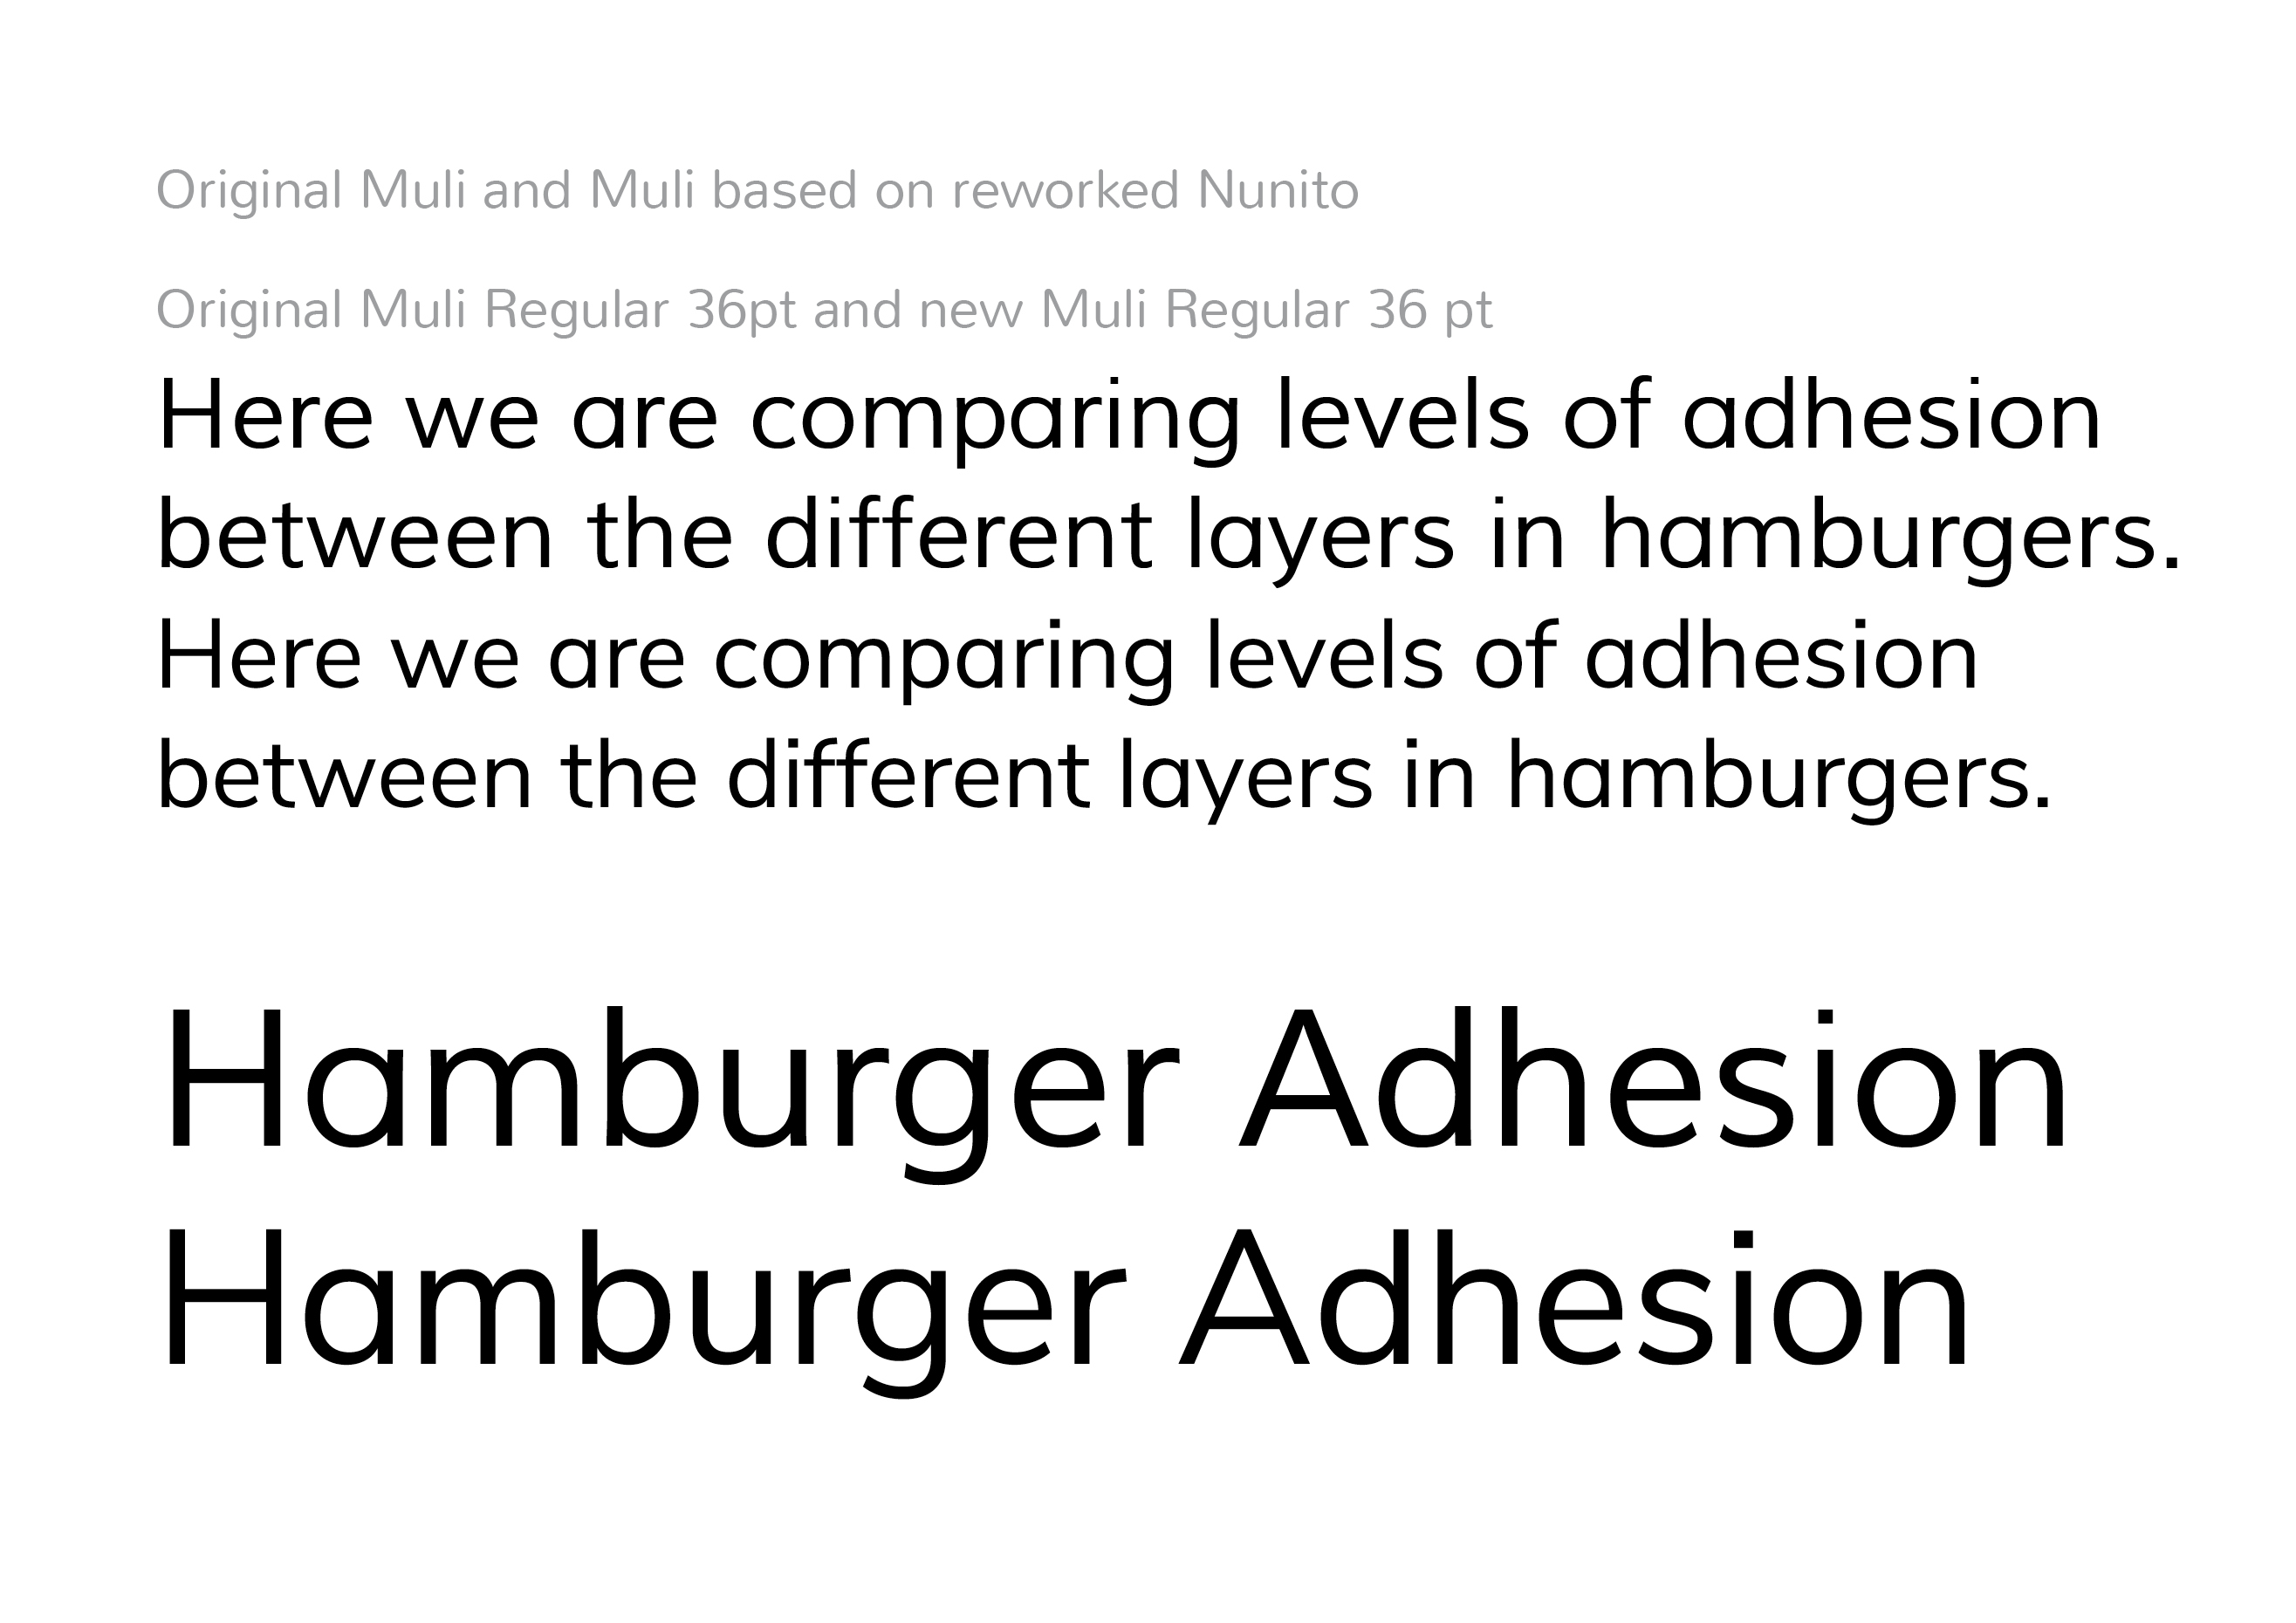 Original Muli and Muli based on reworked Nunito
Original Muli Regular 36pt and new Muli Regular 36 pt
Here we are comparing levels of adhesion
between the different layers in hamburgers.
Here we are comparing levels of adhesion
between the different layers in hamburgers.
Hamburger Adhesion
Hamburger Adhesion